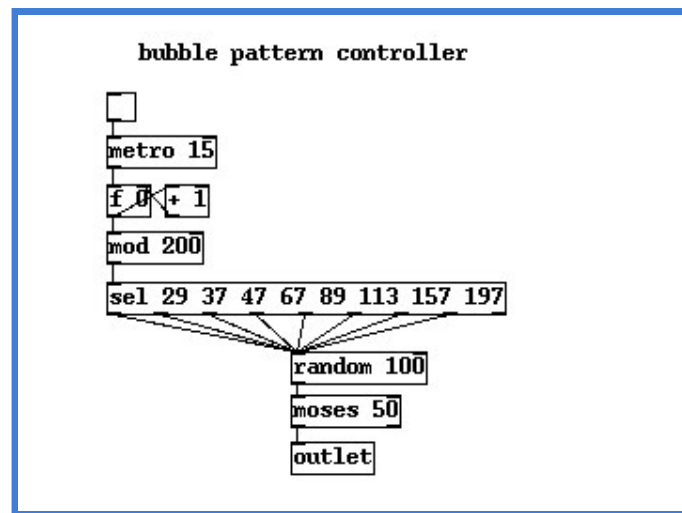 bubble pattern controller
metro 15
f 0 + 1
mod 200
sel 29 37 47 67 89 113 157 197
random 100
moses 50
outlet